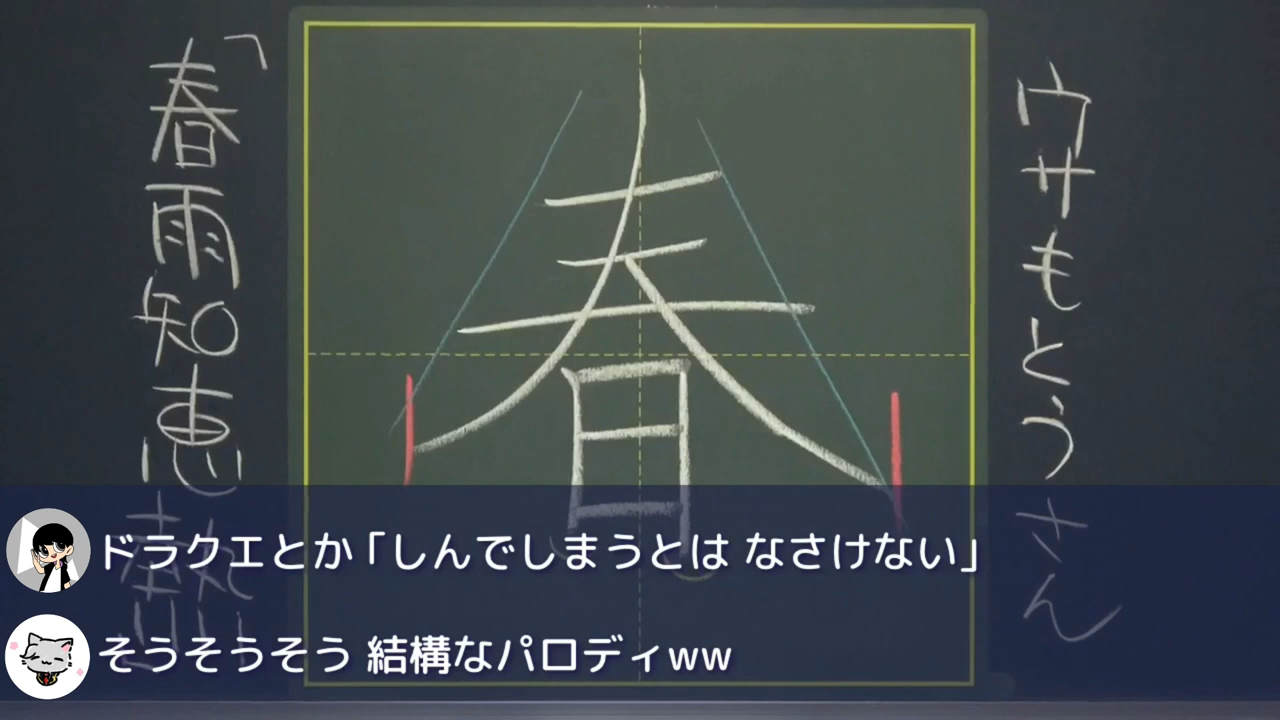 ウサもとうさん
春
「春雨知恵熱
ドラクエとか「しんでしまうとは なさけない」
そうそうそう 結構なパロディww